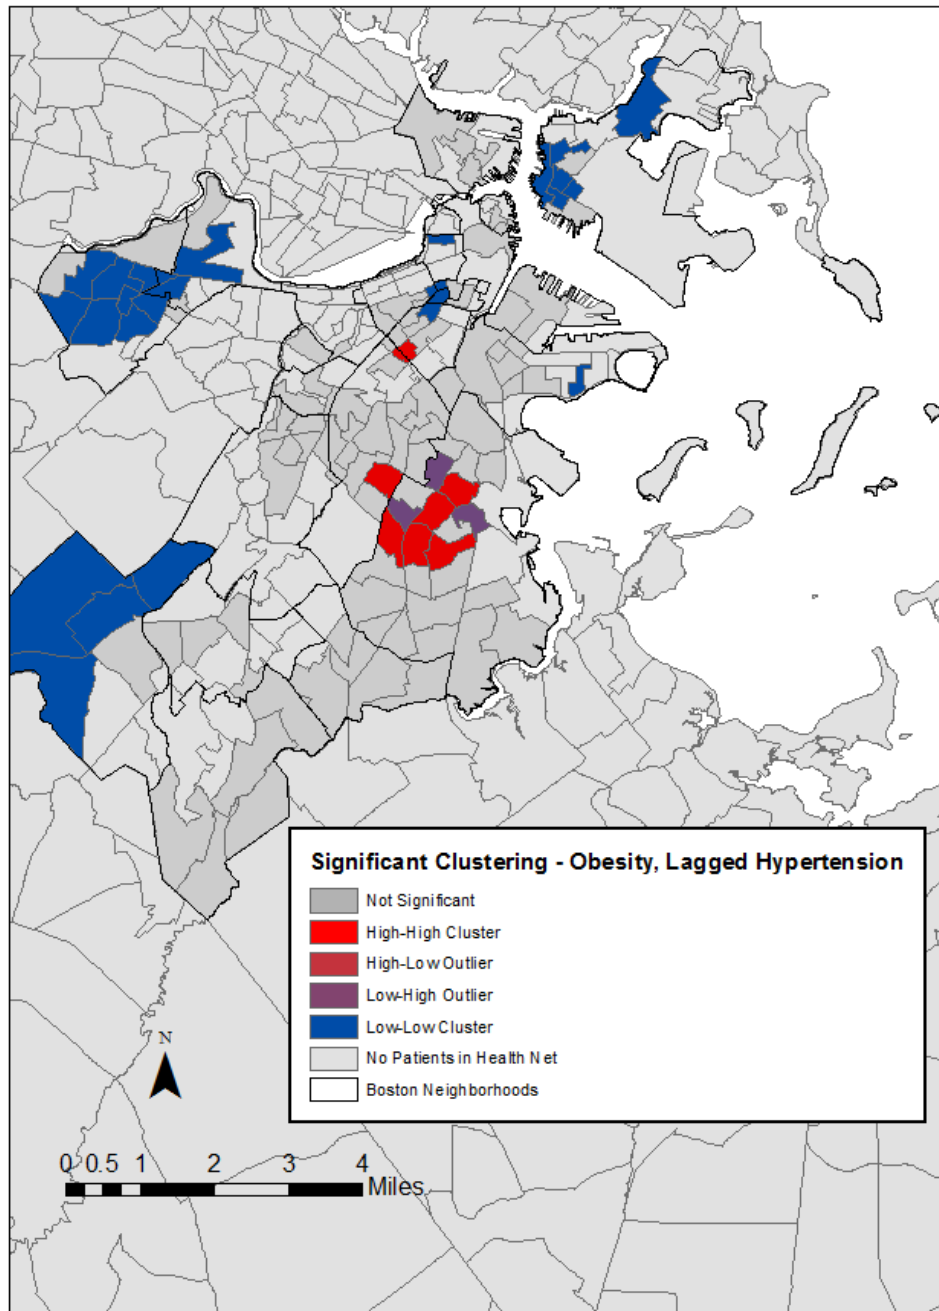 Significant Clustering - Obesity, Lagged Hypertension
Not Significant
High-High Cluster
High-Low Outlier
Low-High Outlier
Low-Low Cluster
No Patients in Health Net
Boston Neighborhoods
N
0 0.5 1 2 3 4
Miles